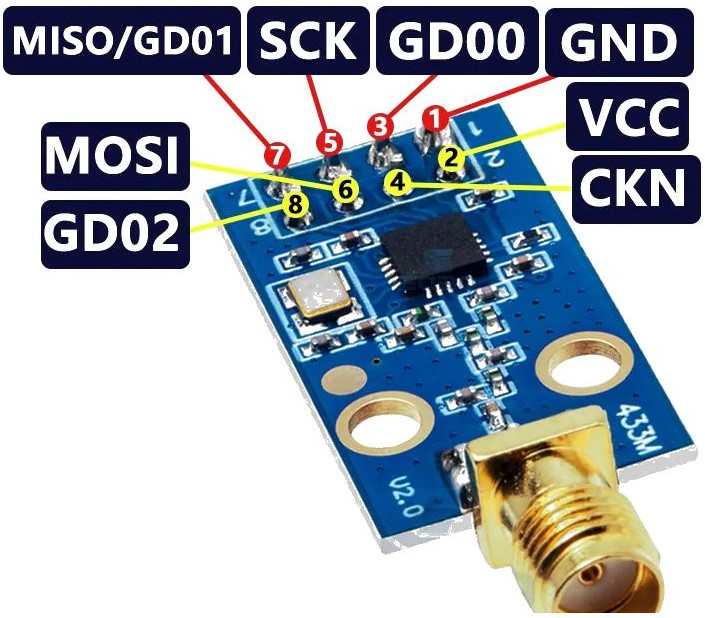 MISO/GD01
SCK
GD00
GND
VCC
MOSI
CKN
GD02
7
5
3
1
2
4
6
8
1
2
7
8
433M
V2.0